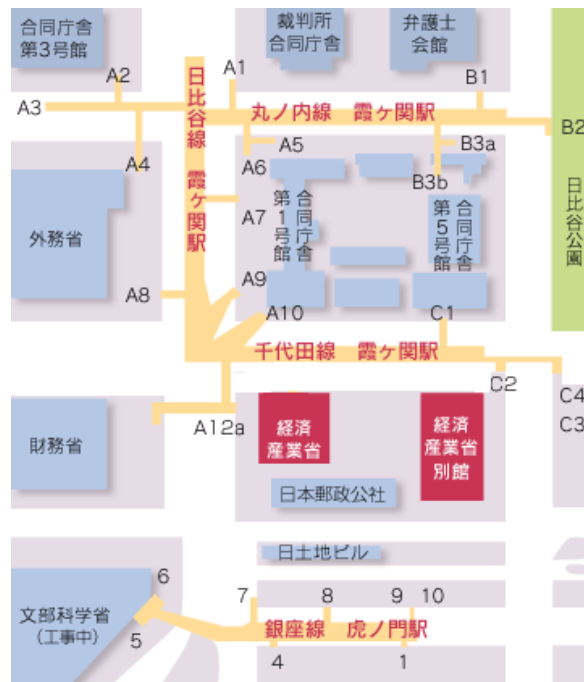 合同庁舎
第3号館
裁判所
合同庁舎
弁護士
会館
A1
A2
A3
B1
日比谷線 霞ヶ関駅
丸ノ内線 霞ヶ関駅
B2
A4
A5
A6
B3a
B3b
日比谷公園
外務省
A7
合同庁舎
第1号館
合同庁舎
第5号館
A8
A9
A10
C1
千代田線 霞ヶ関駅
C2
C4
C3
A12a
財務省
経済
産業省
経済
産業省
別館
日本郵政公社
日土地ビル
6
7
8
9
10
文部科学省
(工事中)
5
銀座線 虎ノ門駅
4
1